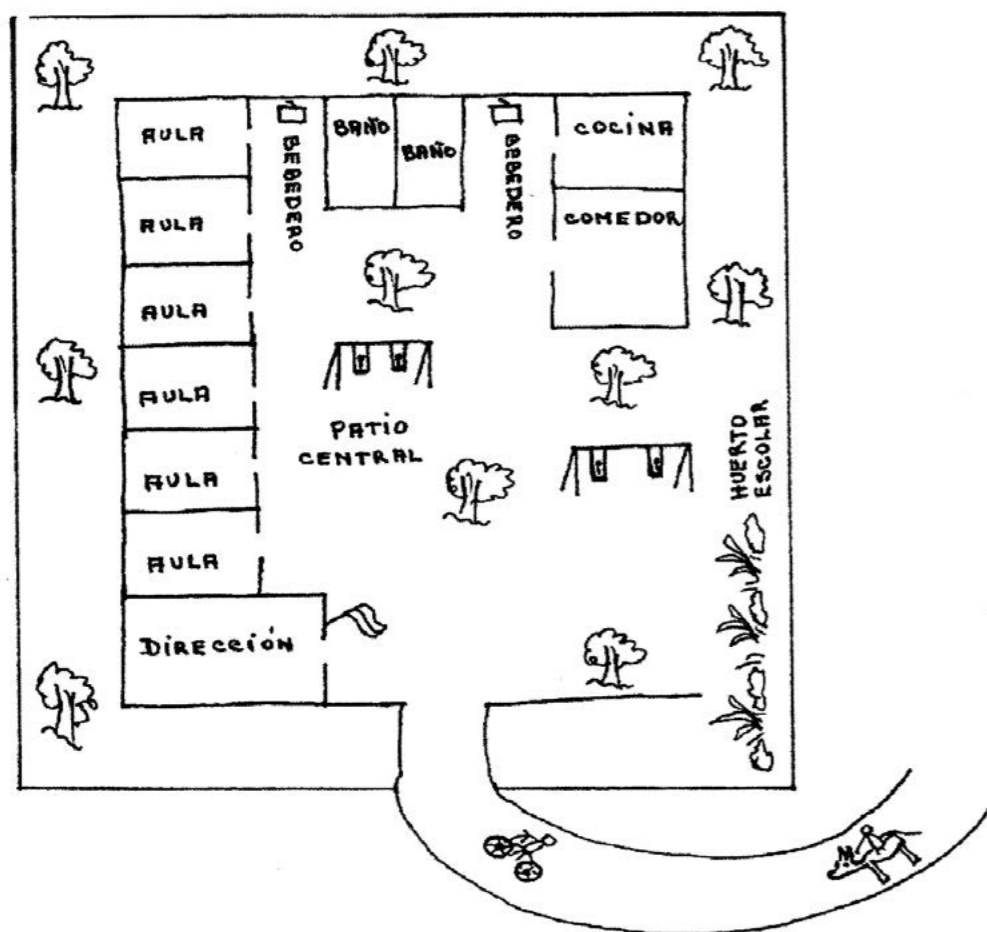 AULA
BEBEDERO
BAÑO
BAÑO
BEBEDERO
COCINA
AULA
COMEDOR
AULA
AULA
PATIO
CENTRAL
HUERTO
ESCOLAR
AULA
AULA
DIRECCIÓN